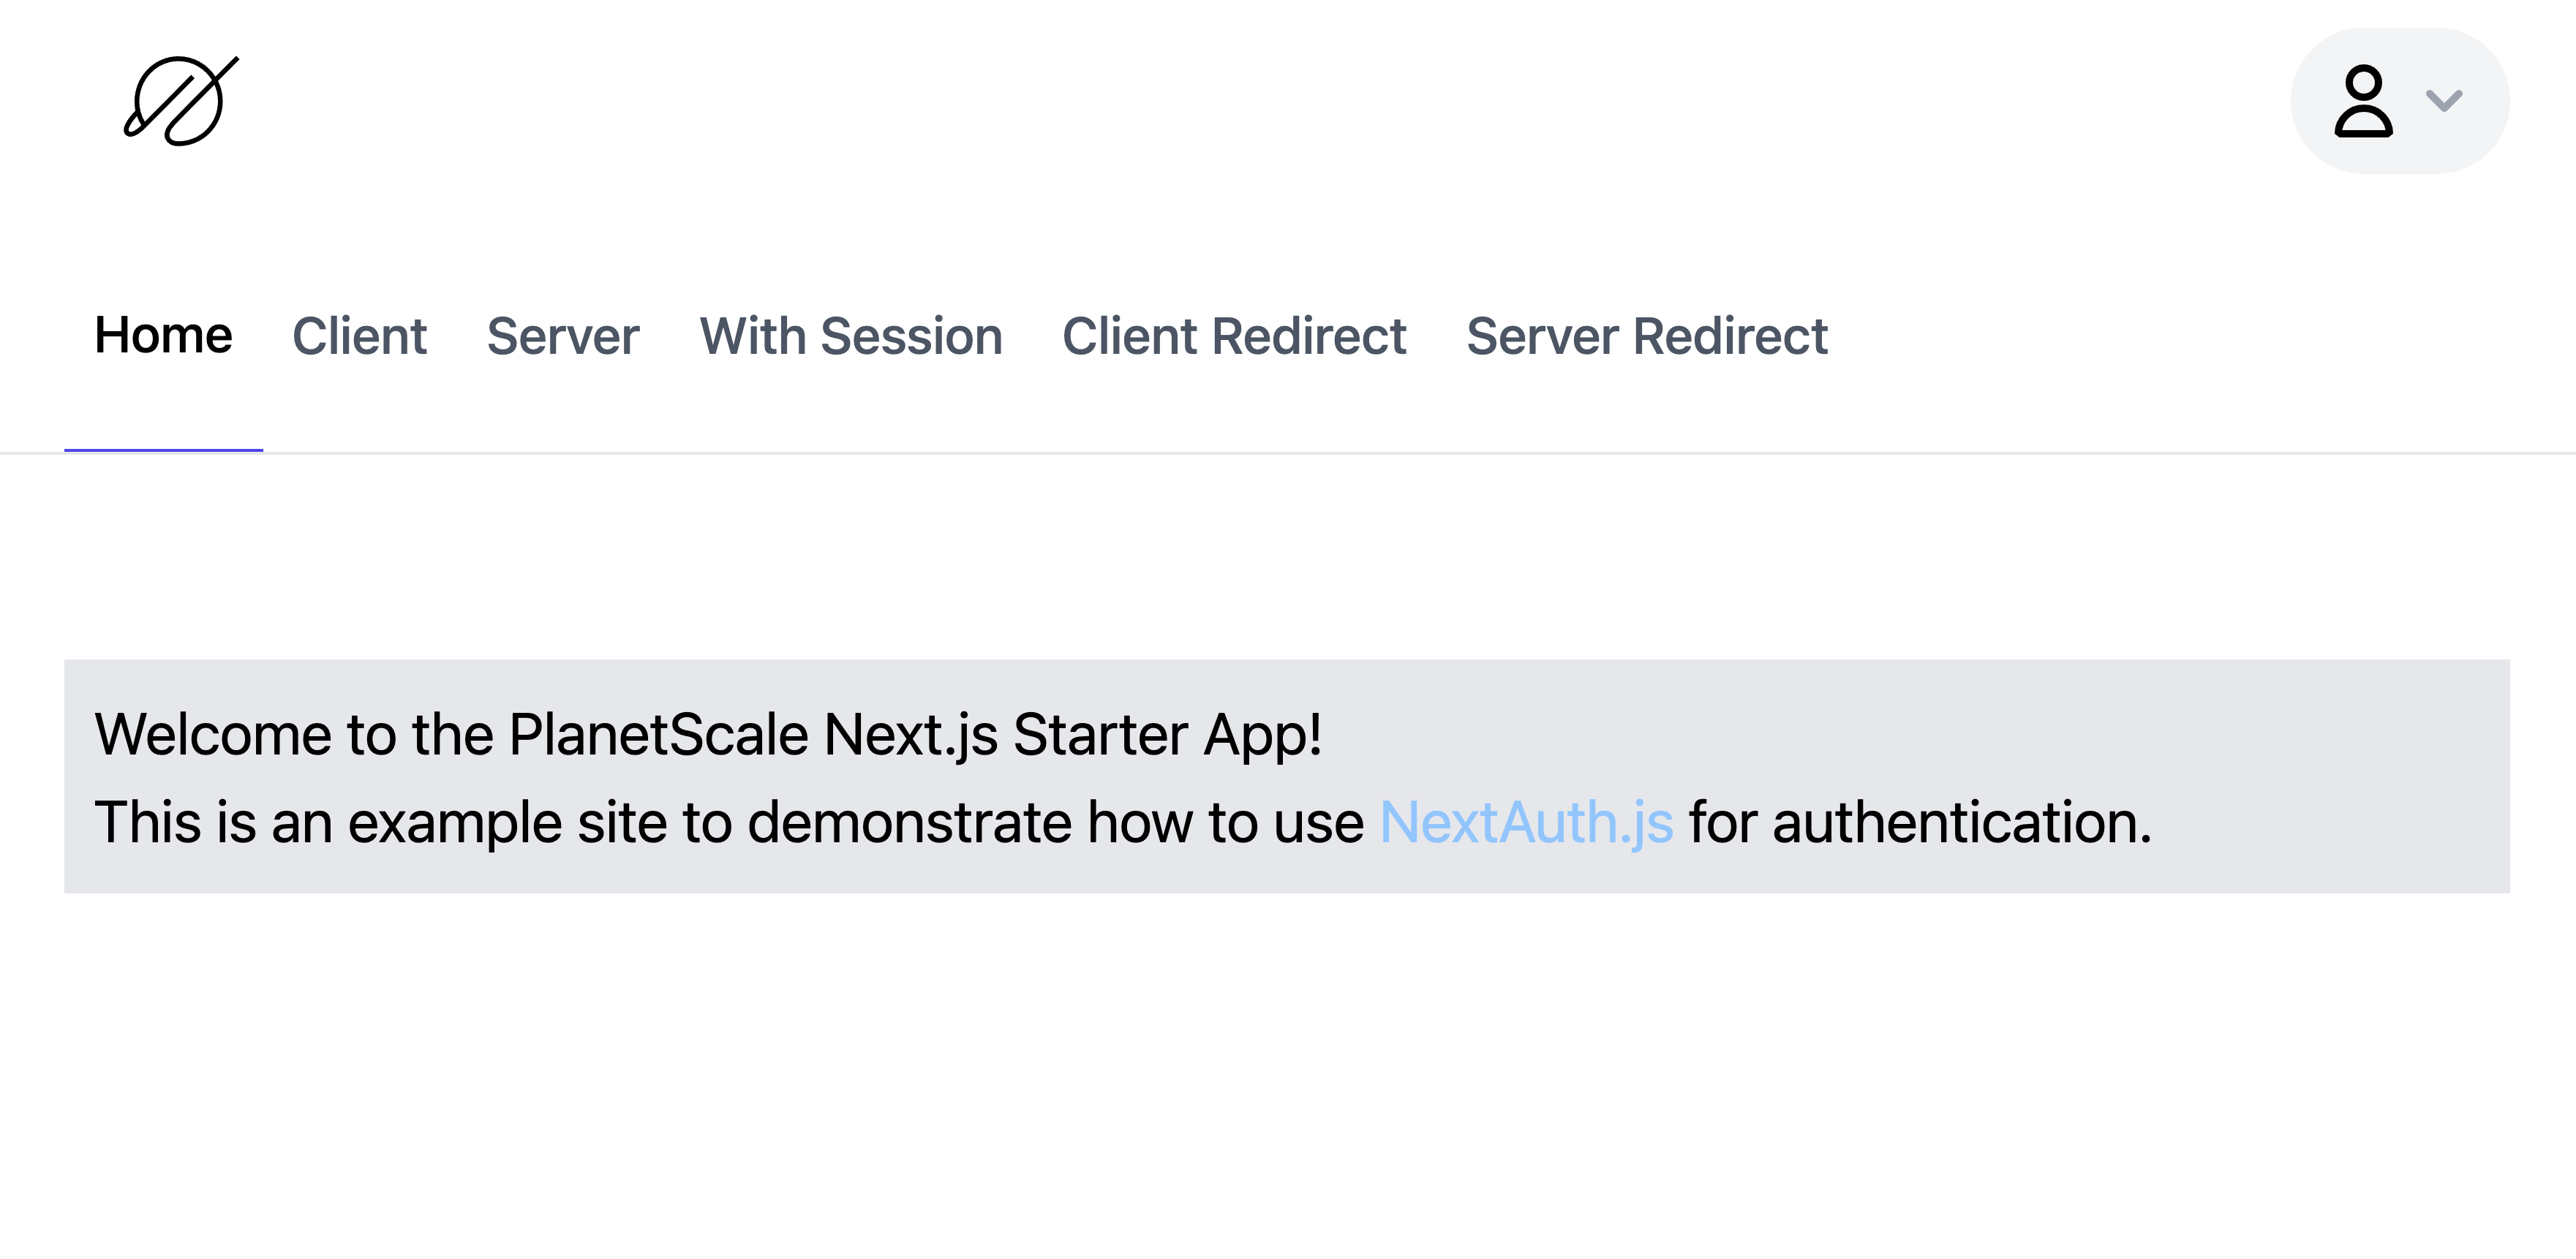 Home Client Server With Session Client Redirect Server Redirect
Welcome to the PlanetScale Next.js Starter App!
This is an example site to demonstrate how to use NextAuth.js for authentication.